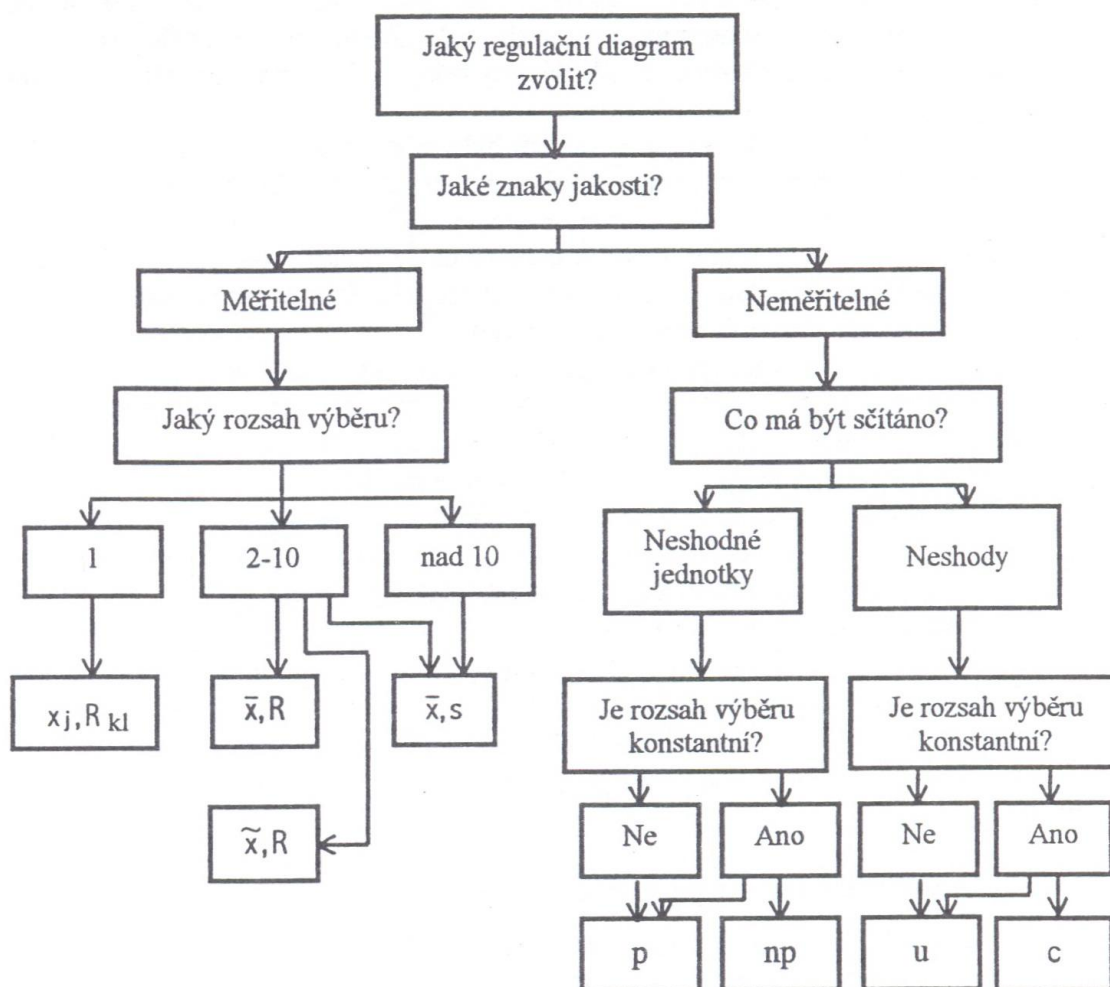 Jaký regulační diagram
zvolit?
Jaké znaky jakosti?
Měřitelné
Neměřitelné
Jaký rozsah výběru?
Co má být sčítáno?
1
2-10
nad 10
Neshodné
jednotky
Neshody
xj,R kl
x̄,R
x̄,s
Je rozsah výběru
konstantní?
Je rozsah výběru
konstantní?
x̃,R
Ne
Ano
Ne
Ano
p
np
u
c